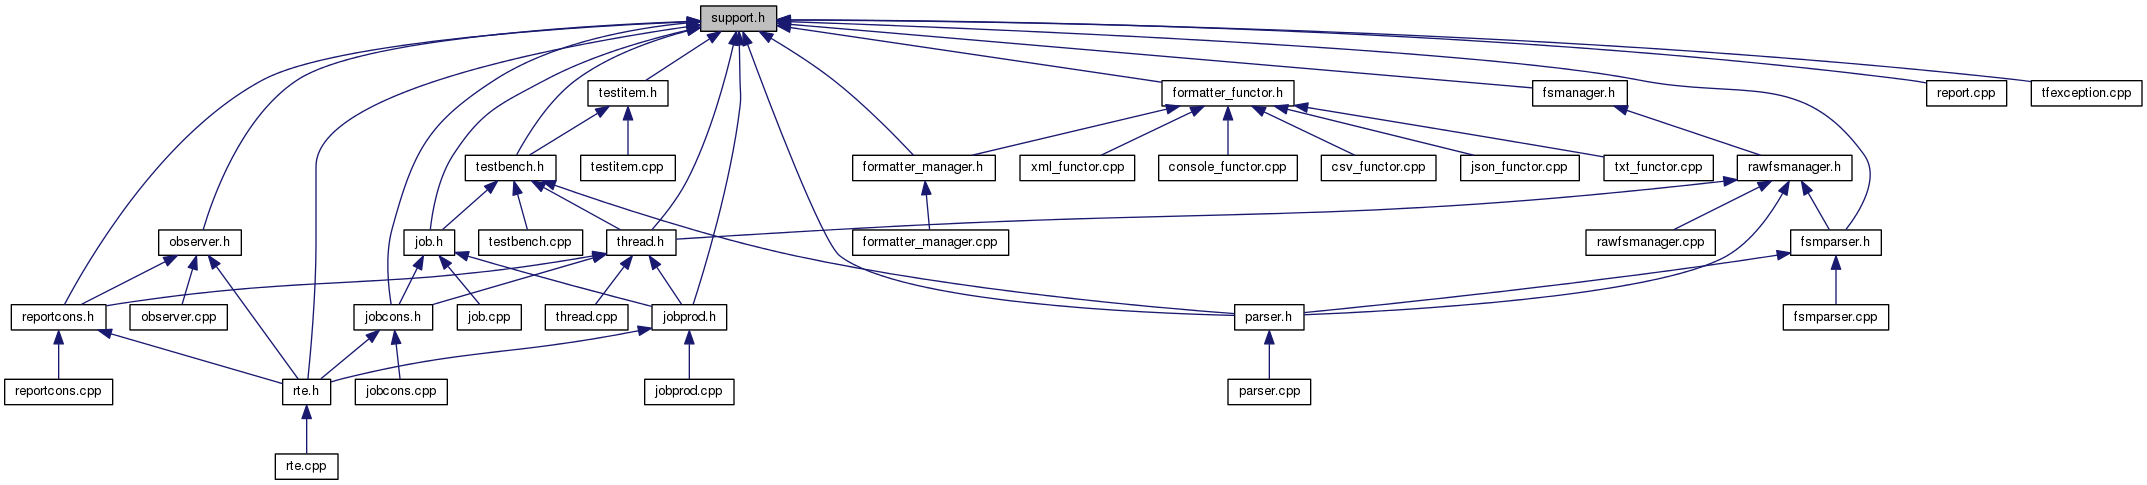 support.h
testitem.h
formatter_functor.h
fsmanager.h
report.cpp
tfexception.cpp
testbench.h
testitem.cpp
formatter_manager.h
xml_functor.cpp
console_functor.cpp
csv_functor.cpp
json_functor.cpp
txt_functor.cpp
rawfsmanager.h
observer.h
job.h
testbench.cpp
thread.h
formatter_manager.cpp
rawfsmanager.cpp
fsmparser.h
reportcons.h
observer.cpp
jobcons.h
job.cpp
thread.cpp
jobprod.h
parser.h
fsmparser.cpp
reportcons.cpp
rte.h
jobcons.cpp
jobprod.cpp
parser.cpp
rte.cpp